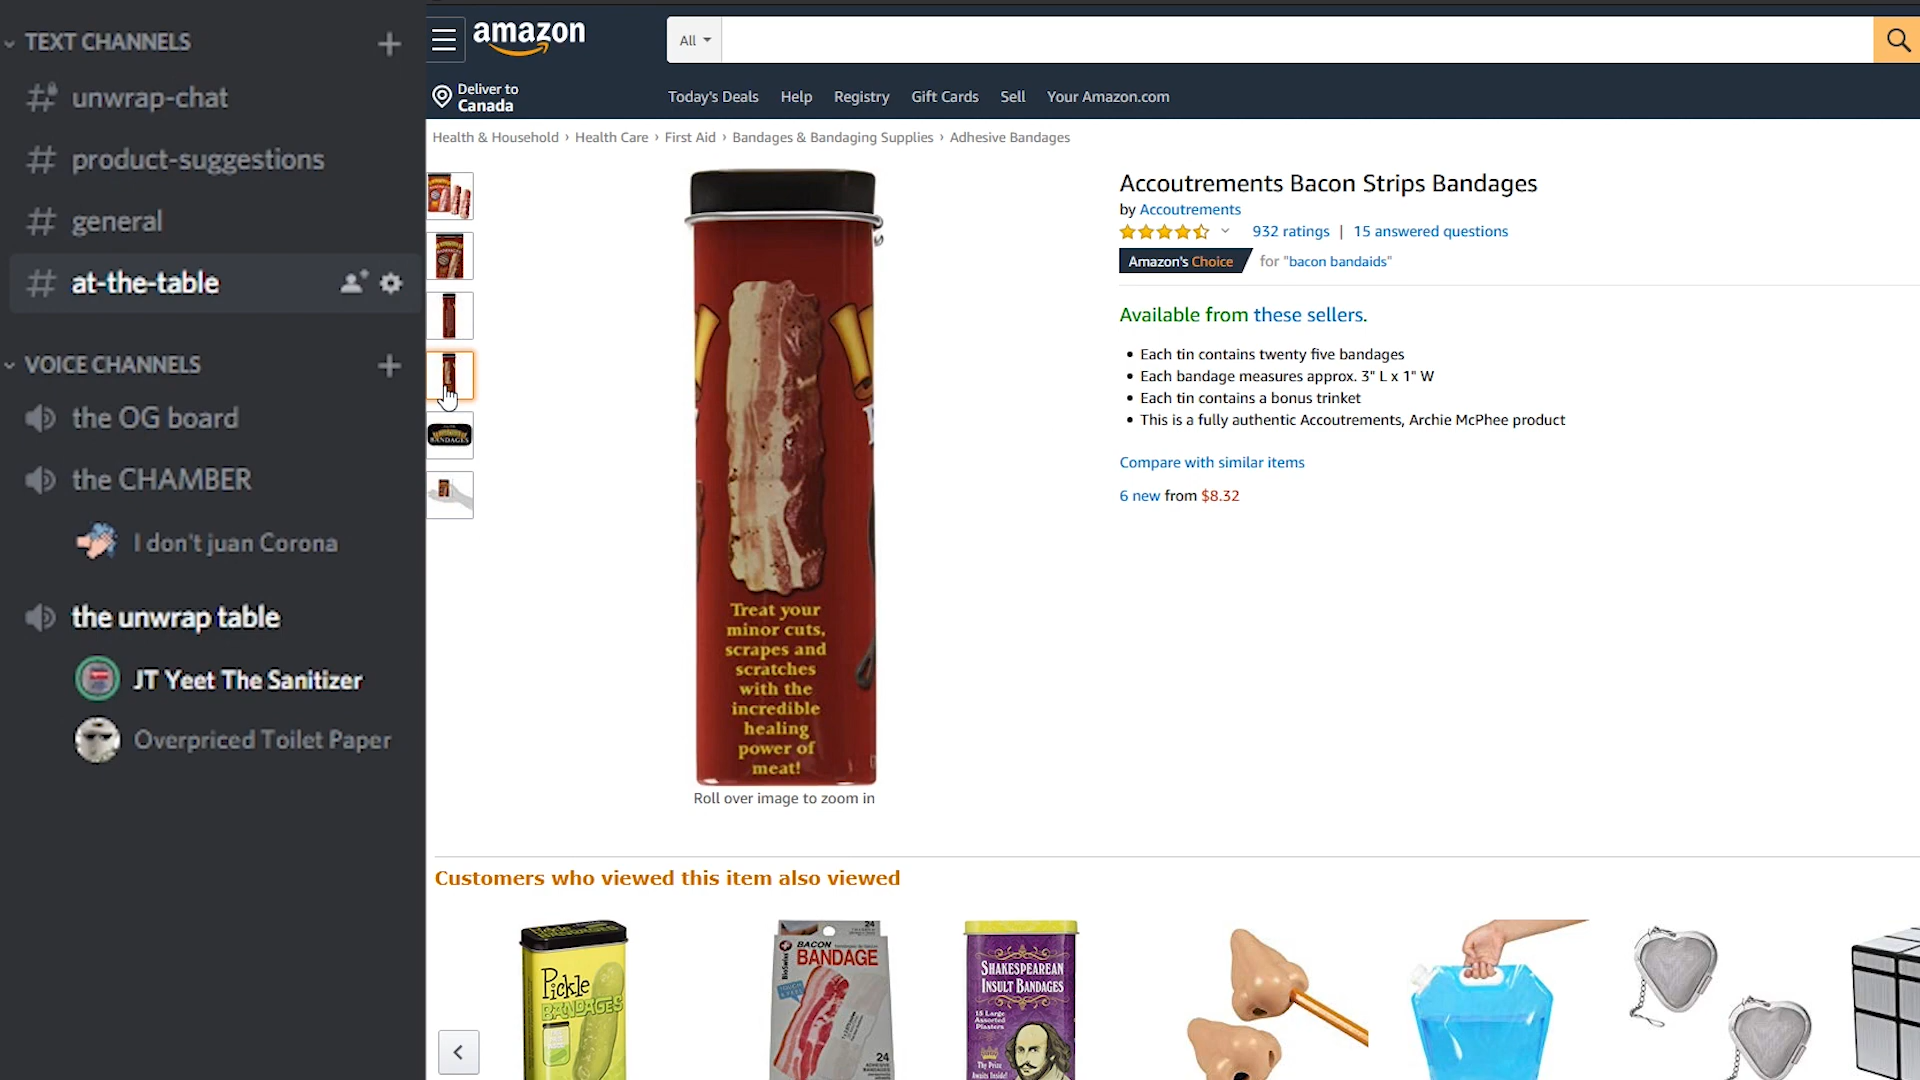 TEXT CHANNELS
unwrap-chat
product-suggestions
general
at-the-table
VOICE CHANNELS
the OG board
the CHAMBER
I don't juan Corona
the unwrap table
JT Yeet The Sanitizer
Overpriced Toilet Paper
amazon
All
Deliver to
Canada
Today's Deals Help Registry Gift Cards Sell Your Amazon.com
Health & Household › Health Care › First Aid › Bandages & Bandaging Supplies › Adhesive Bandages
BANDAGES
Treat your
minor cuts,
scrapes and
scratches
with the
incredible
healing
power of
meat!
Roll over image to zoom in
Accoutrements Bacon Strips Bandages
by Accoutrements
932 ratings | 15 answered questions
Amazon's Choice for "bacon bandaids"
Available from these sellers.
• Each tin contains twenty five bandages
• Each bandage measures approx. 3" L x 1" W
• Each tin contains a bonus trinket
• This is a fully authentic Accoutrements, Archie McPhee product
Compare with similar items
6 new from $8.32
Customers who viewed this item also viewed
Pickle
BANDAGES
24
BACON
BANDAGE
24
SHAKESPEAREAN
INSULT BANDAGES
15 Large
Assorted
Plasters